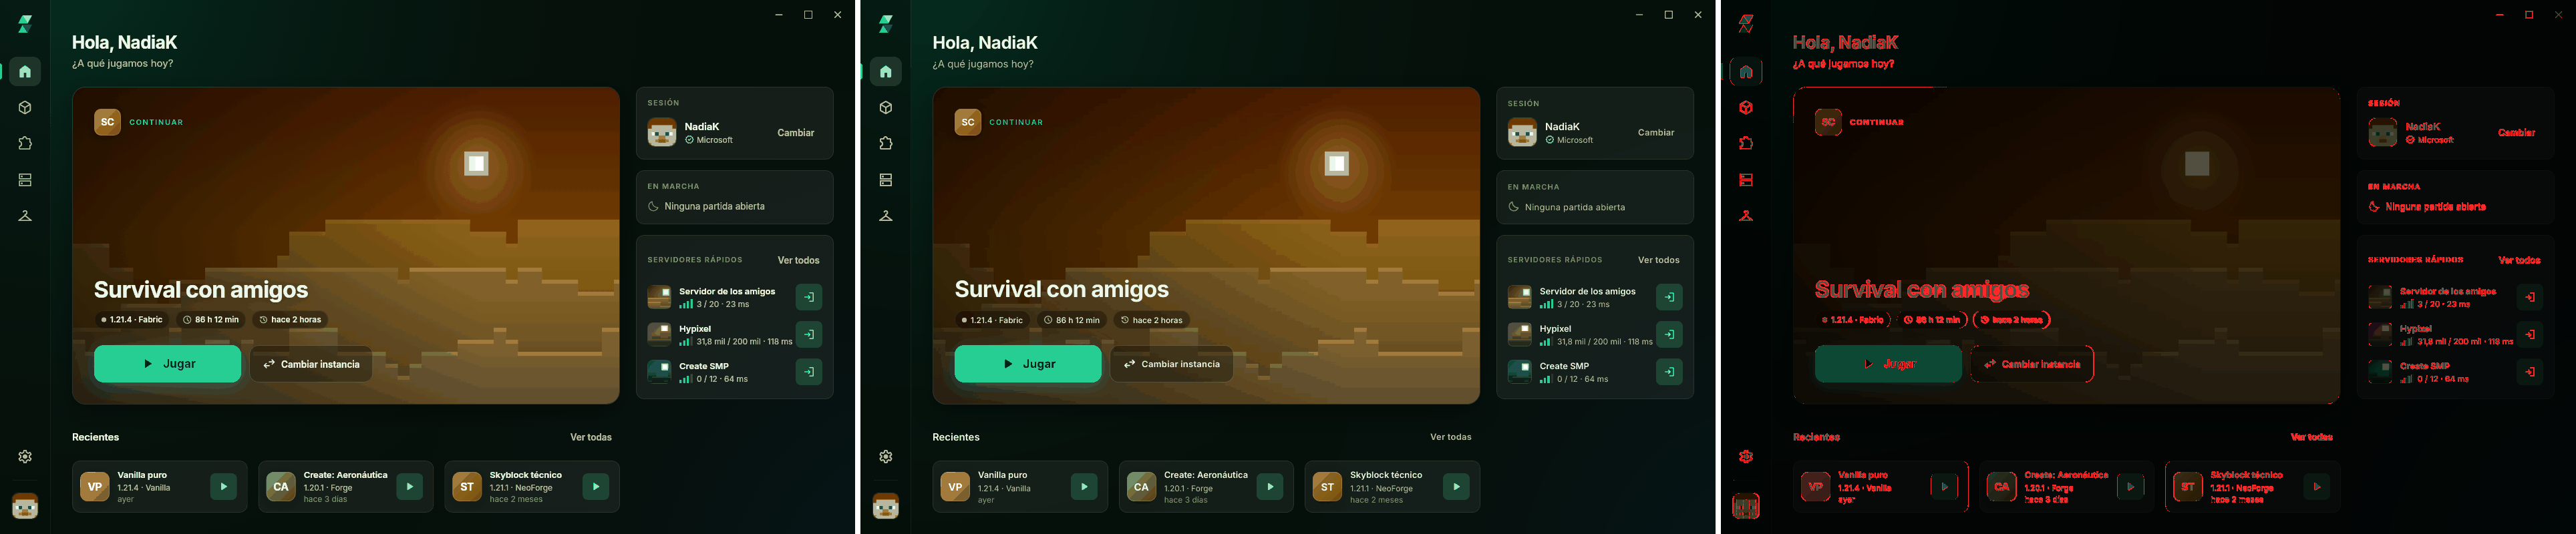 Hola, NadiaK
¿A qué jugamos hoy?
SC CONTINUAR
Survival con amigos
1.21.4 · Fabric 86 h 12 min hace 2 horas
Jugar Cambiar instancia
SESIÓN
NadiaK
Microsoft
Cambiar
EN MARCHA
Ninguna partida abierta
SERVIDORES RÁPIDOS Ver todos
Servidor de los amigos
3 / 20 · 23 ms
Hypixel
31,8 mil / 200 mil · 118 ms
Create SMP
0 / 12 · 64 ms
Recientes Ver todas
VP Vanilla puro
1.21.4 · Vanilla
ayer
CA Create: Aeronáutica
1.20.1 · Forge
hace 3 días
ST Skyblock técnico
1.21.1 · NeoForge
hace 2 meses
Hola, NadiaK
¿A qué jugamos hoy?
SC CONTINUAR
Survival con amigos
1.21.4 · Fabric 86 h 12 min hace 2 horas
Jugar Cambiar instancia
SESIÓN
NadiaK
Microsoft
Cambiar
EN MARCHA
Ninguna partida abierta
SERVIDORES RÁPIDOS Ver todos
Servidor de los amigos
3 / 20 · 23 ms
Hypixel
31,8 mil / 200 mil · 118 ms
Create SMP
0 / 12 · 64 ms
Recientes Ver todas
VP Vanilla puro
1.21.4 · Vanilla
ayer
CA Create: Aeronáutica
1.20.1 · Forge
hace 3 días
ST Skyblock técnico
1.21.1 · NeoForge
hace 2 meses
Hola, NadiaK
¿A qué jugamos hoy?
SC CONTINUAR
Survival con amigos
1.21.4 · Fabric 86 h 12 min hace 2 horas
Jugar Cambiar instancia
SESIÓN
NadiaK
Microsoft
Cambiar
EN MARCHA
Ninguna partida abierta
SERVIDORES RÁPIDOS Ver todos
Servidor de los amigos
3 / 20 · 23 ms
Hypixel
31,8 mil / 200 mil · 118 ms
Create SMP
0 / 12 · 64 ms
Recientes Ver todas
VP Vanilla puro
1.21.4 · Vanilla
ayer
CA Create: Aeronáutica
1.20.1 · Forge
hace 3 días
ST Skyblock técnico
1.21.1 · NeoForge
hace 2 meses